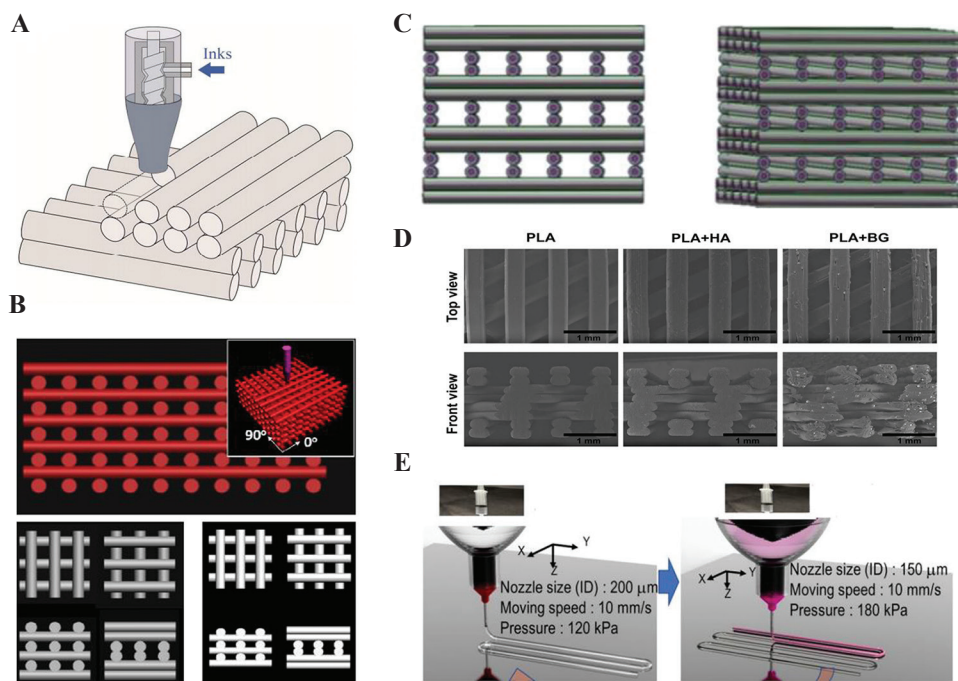 A
Inks
B
90°
0°
C
D
PLA
PLA+HA
PLA+BG
Top view
1 mm
1 mm
1 mm
Front view
1 mm
1 mm
1 mm
E
X
Y
Z
Nozzle size (ID) : 200 μm
Moving speed : 10 mm/s
Pressure : 120 kPa
X
Y
Z
Nozzle size (ID) : 150 μm
Moving speed : 10 mm/s
Pressure : 180 kPa